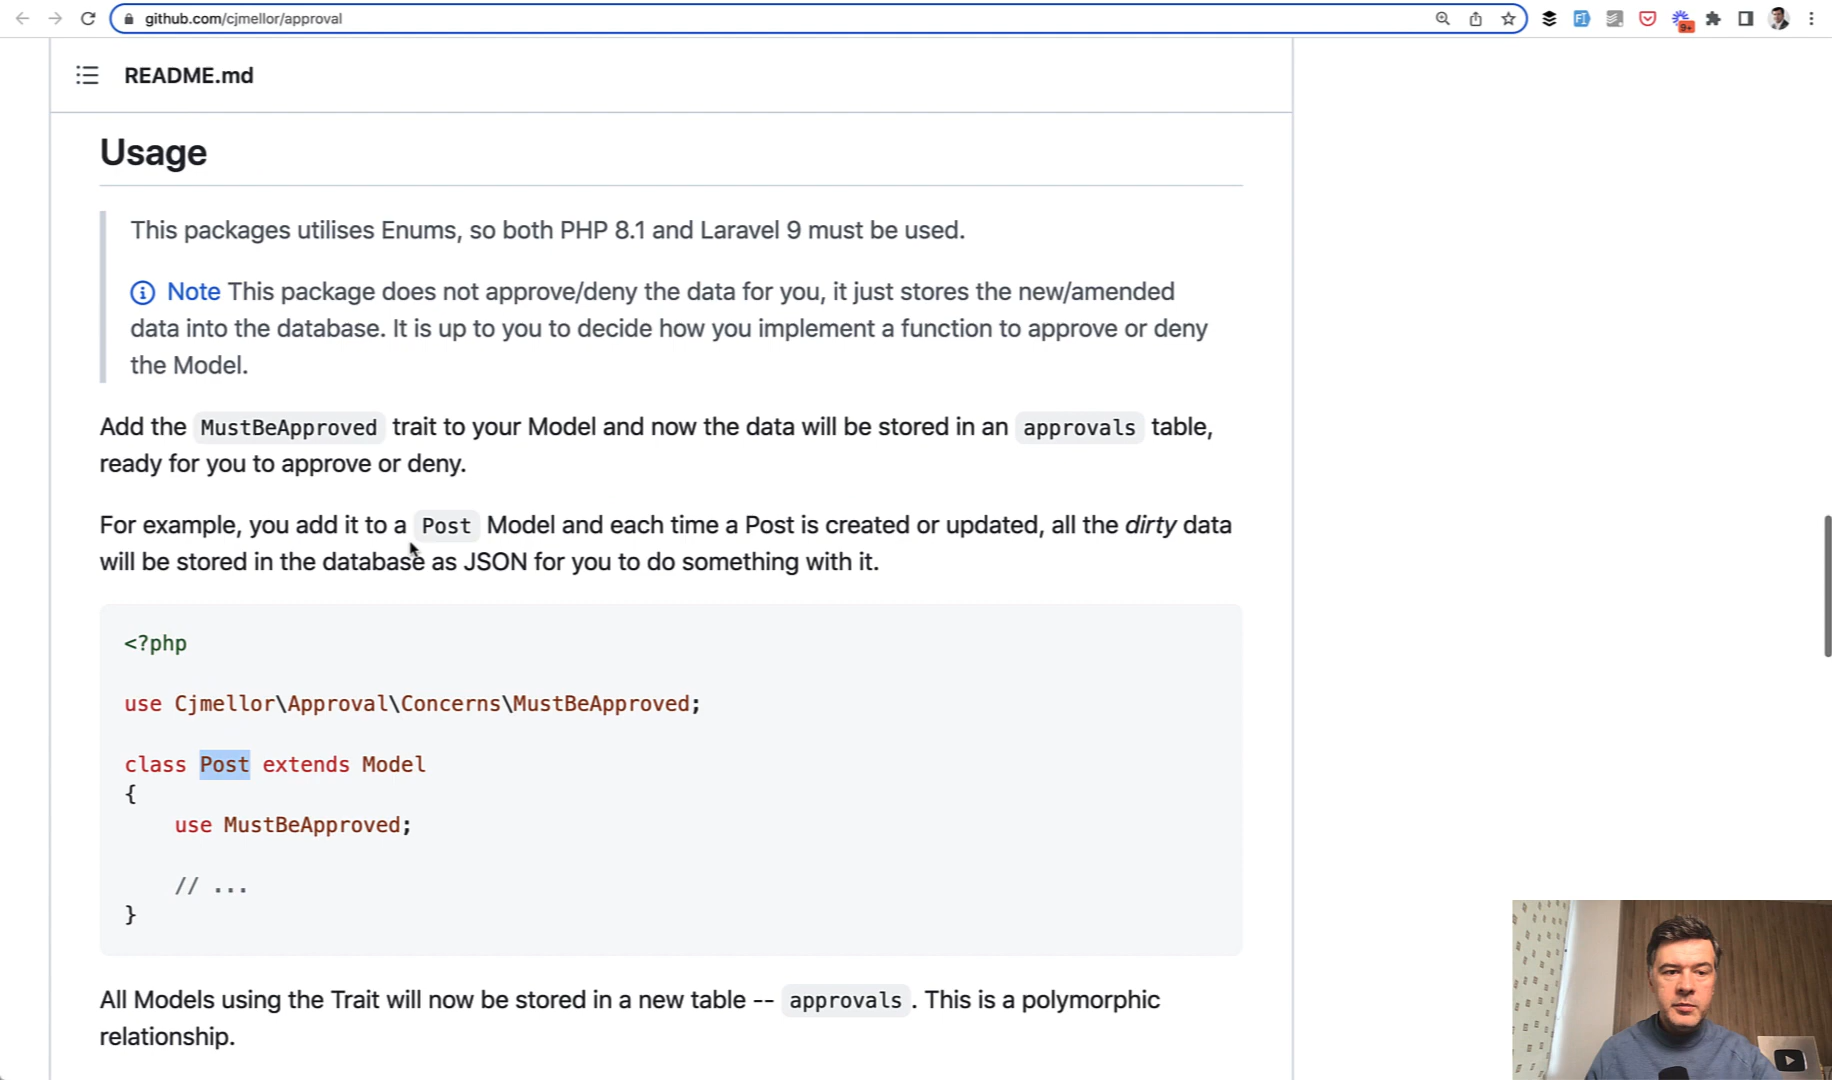 github.com/cjmellor/approval
9+
README.md
Usage
This packages utilises Enums, so both PHP 8.1 and Laravel 9 must be used.
Note This package does not approve/deny the data for you, it just stores the new/amended
data into the database. It is up to you to decide how you implement a function to approve or deny
the Model.
Add the MustBeApproved trait to your Model and now the data will be stored in an approvals table,
ready for you to approve or deny.
For example, you add it to a Post Model and each time a Post is created or updated, all the dirty data
will be stored in the database as JSON for you to do something with it.
<?php
use Cjmellor\Approval\Concerns\MustBeApproved;
class Post extends Model
{
use MustBeApproved;
// ...
}
All Models using the Trait will now be stored in a new table -- approvals. This is a polymorphic
relationship.